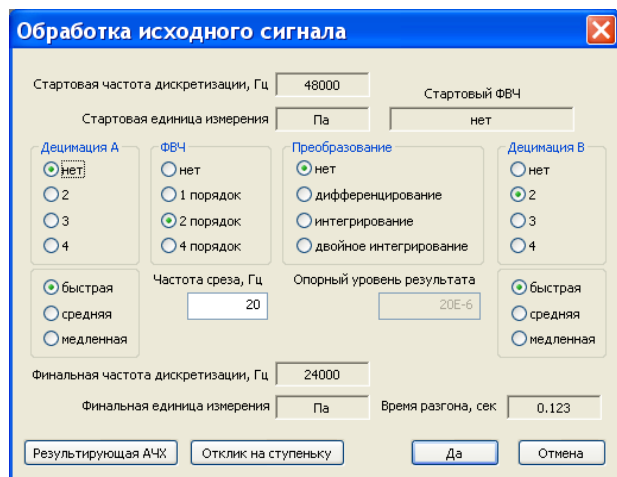 Обработка исходного сигнала
Стартовая частота дискретизации, Гц 48000
Стартовый ФВЧ
Стартовая единица измерения Па нет
Децимация А ФВЧ Преобразование Децимация В
нет нет нет нет
2 1 порядок дифференцирование 2
3 2 порядок интегрирование 3
4 4 порядок двойное интегрирование 4
быстрая Частота среза, Гц Опорный уровень результата быстрая
средняя 20 20E-6 средняя
медленная медленная
Финальная частота дискретизации, Гц 24000
Финальная единица измерения Па Время разгона, сек 0.123
Результирующая АЧХ Отклик на ступеньку Да Отмена